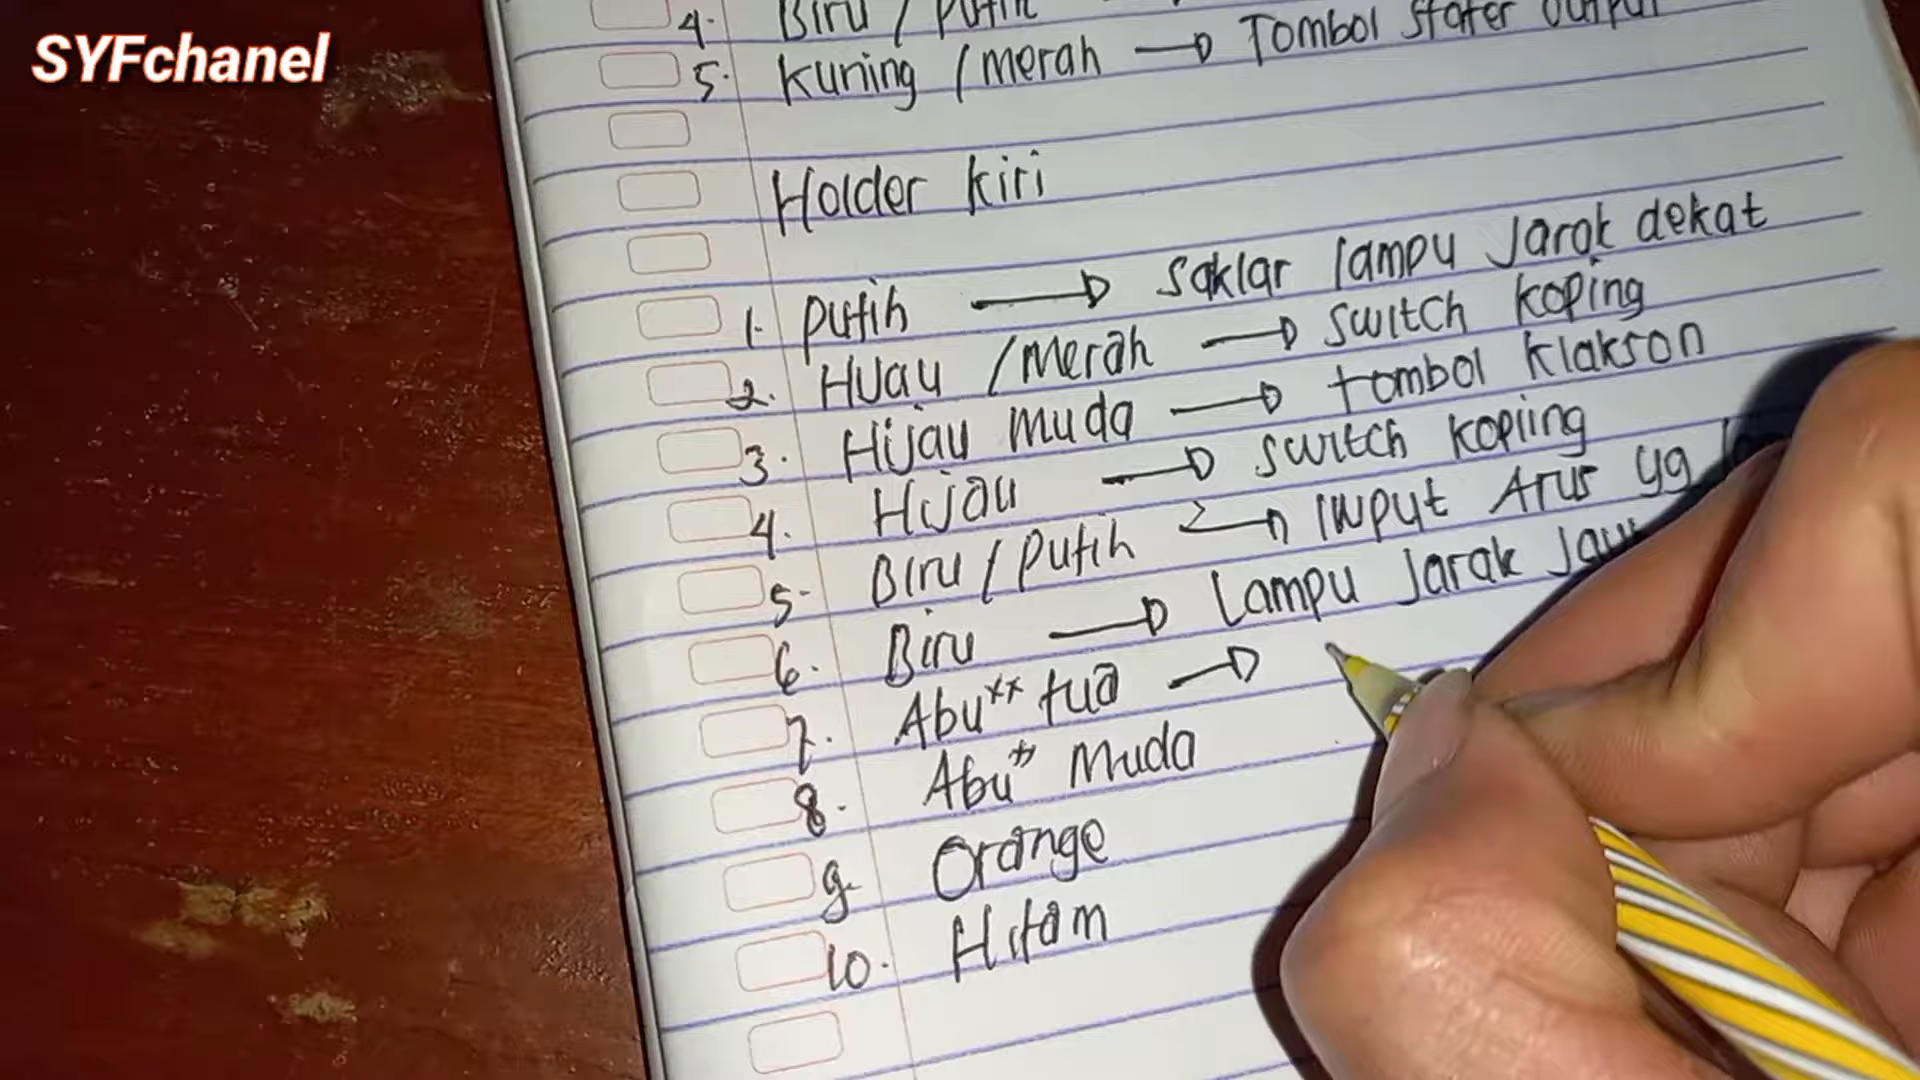 SYFchanel
4. Biru / putih
5. Kuning / merah → Tombol stater output
Holder kiri
1. putih → saklar lampu Jarak dekat
2. Hijau / merah → switch koping
3. Hijau muda → tombol klakson
4. Hijau → switch kopiing
5. Biru / putih → INPUT Arus yg
6. Biru → Lampu Jarak
7. Abu** tua →
8. Abu** Muda
9. Orange
10. Hitam